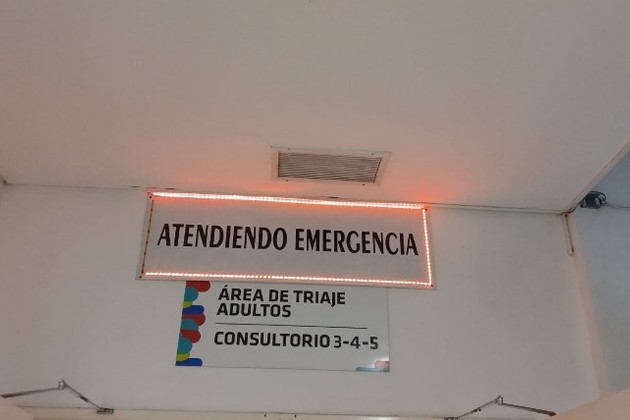 ATENDIENDO EMERGENCIA
ÁREA DE TRIAJE
ADULTOS
CONSULTORIO 3-4-5